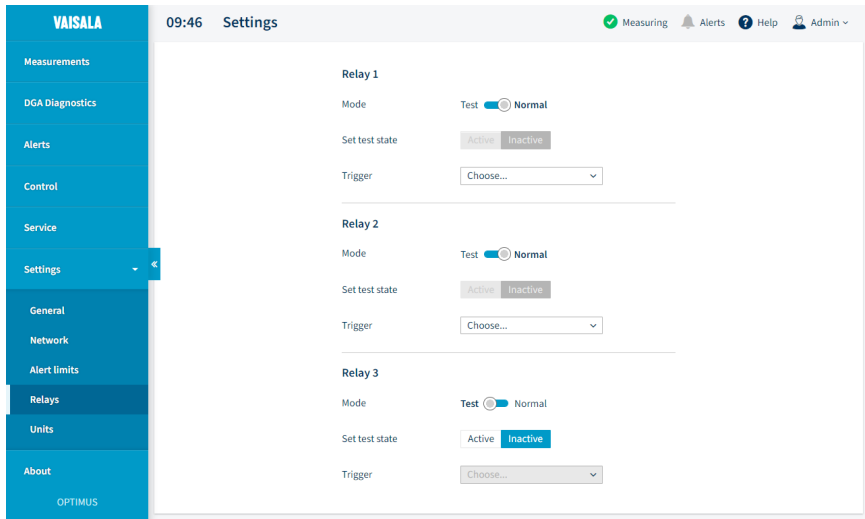 VAISALA
Measurements
DGA Diagnostics
Alerts
Control
Service
Settings
«
General
Network
Alert limits
Relays
Units
About
OPTIMUS
09:46 Settings
Measuring Alerts ? Help Admin
Relay 1
Mode Test Normal
Set test state Active Inactive
Trigger Choose...
Relay 2
Mode Test Normal
Set test state Active Inactive
Trigger Choose...
Relay 3
Mode Test Normal
Set test state Active Inactive
Trigger Choose...